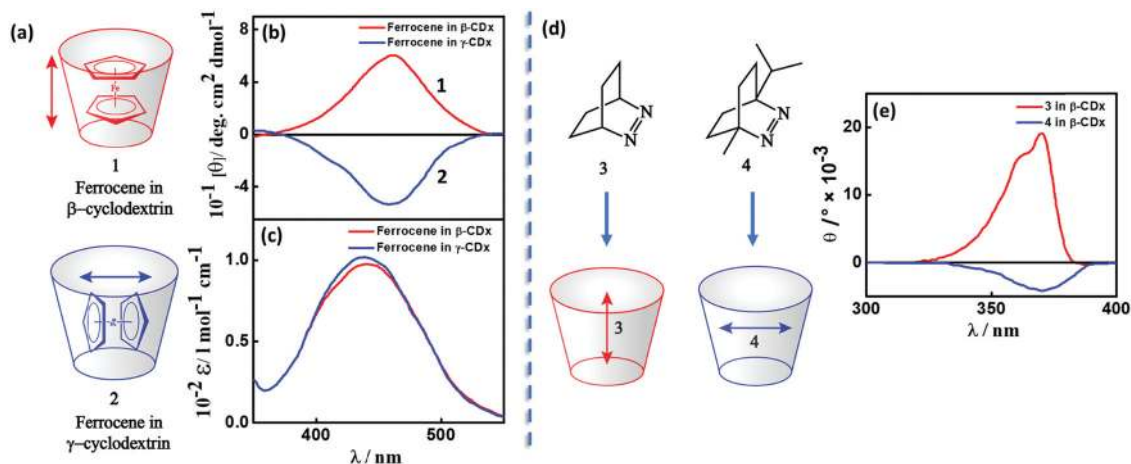 (a)
Fe
1
Ferrocene in
β–cyclodextrin
2
Ferrocene in
γ–cyclodextrin
(b)
Ferrocene in β-CDx
Ferrocene in γ-CDx
10⁻¹ [θ]/ deg. cm² dmol⁻¹
8
4
0
-4
1
2
(c)
Ferrocene in β-CDx
Ferrocene in γ-CDx
10⁻² ε/ l mol⁻¹ cm⁻¹
1.0
0.5
0.0
400
500
λ / nm
(d)
N
N
3
N
N
4
3
4
(e)
3 in β-CDx
4 in β-CDx
θ /° × 10⁻³
20
10
0
300
350
400
λ / nm